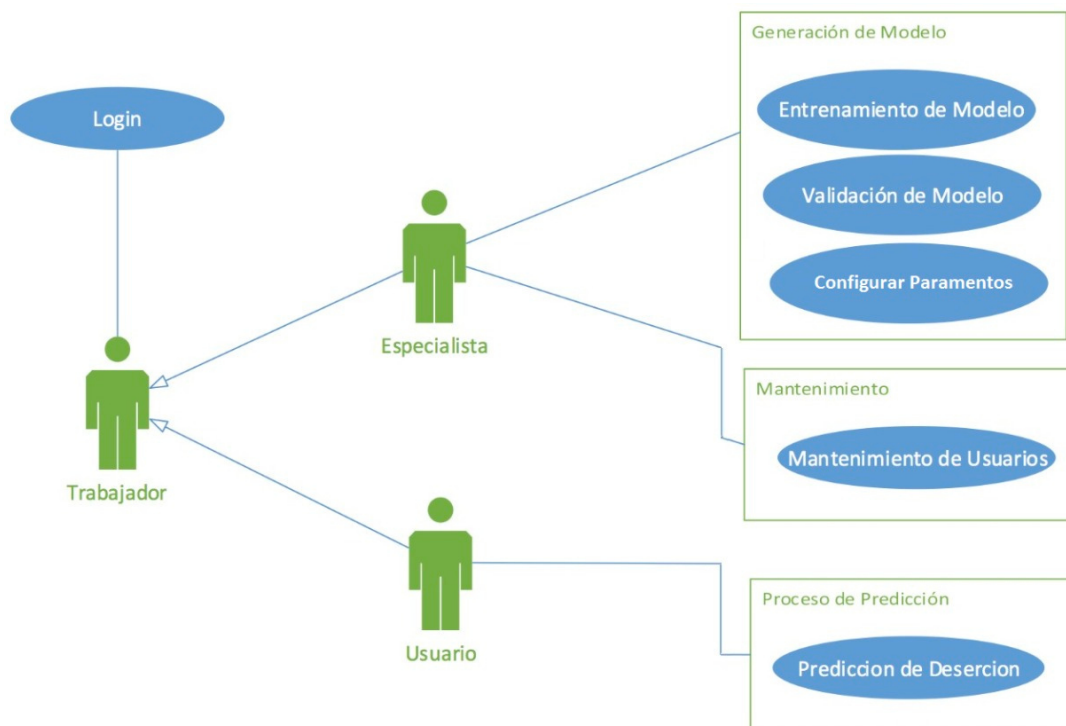 Generación de Modelo
Login
Entrenamiento de Modelo
Validación de Modelo
Configurar Paramentos
Especialista
Mantenimiento
Mantenimiento de Usuarios
Trabajador
Proceso de Predicción
Usuario
Prediccion de Desercion